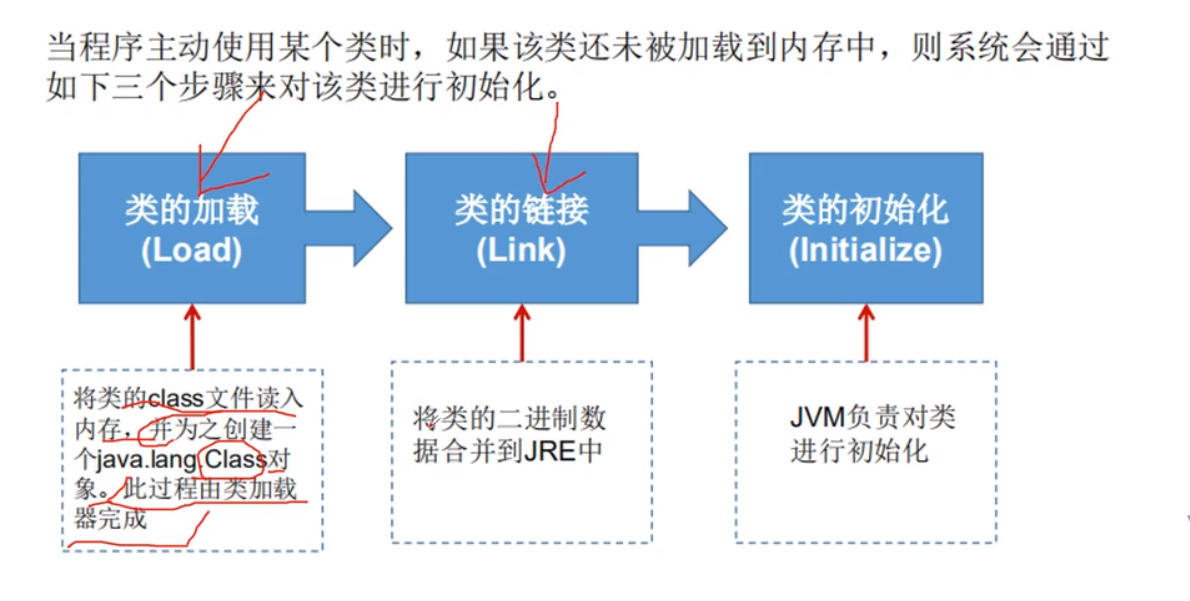 当程序主动使用某个类时，如果该类还未被加载到内存中，则系统会通过
如下三个步骤来对该类进行初始化。
类的加载
(Load)
类的链接
(Link)
类的初始化
(Initialize)
将类的class文件读入
内存，并为之创建一
个java.lang.Class对
象。此过程由类加载
器完成
将类的二进制数
据合并到JRE中
JVM负责对类
进行初始化